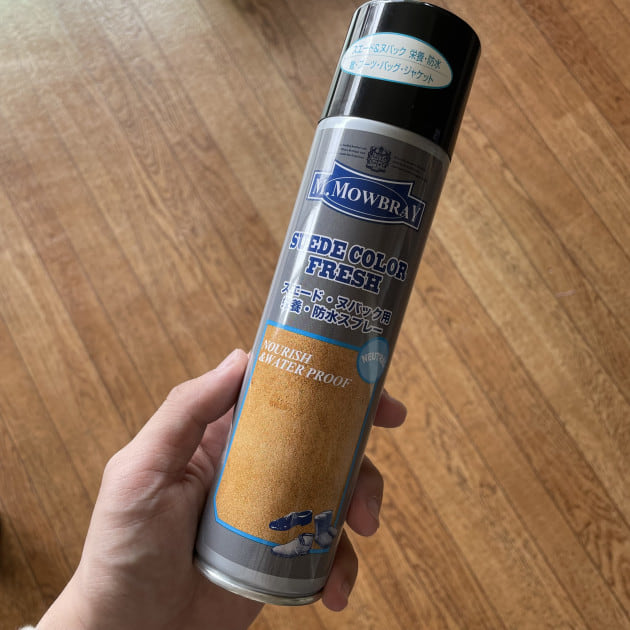 スエード&ヌバック 栄養・防水
靴・ブーツ・バッグ・ジャケット
M. MOWBRAY
SUEDE COLOR
FRESH
スエード・ヌバック用
栄養・防水スプレー
NOURISH
& WATER PROOF
NEUTRAL